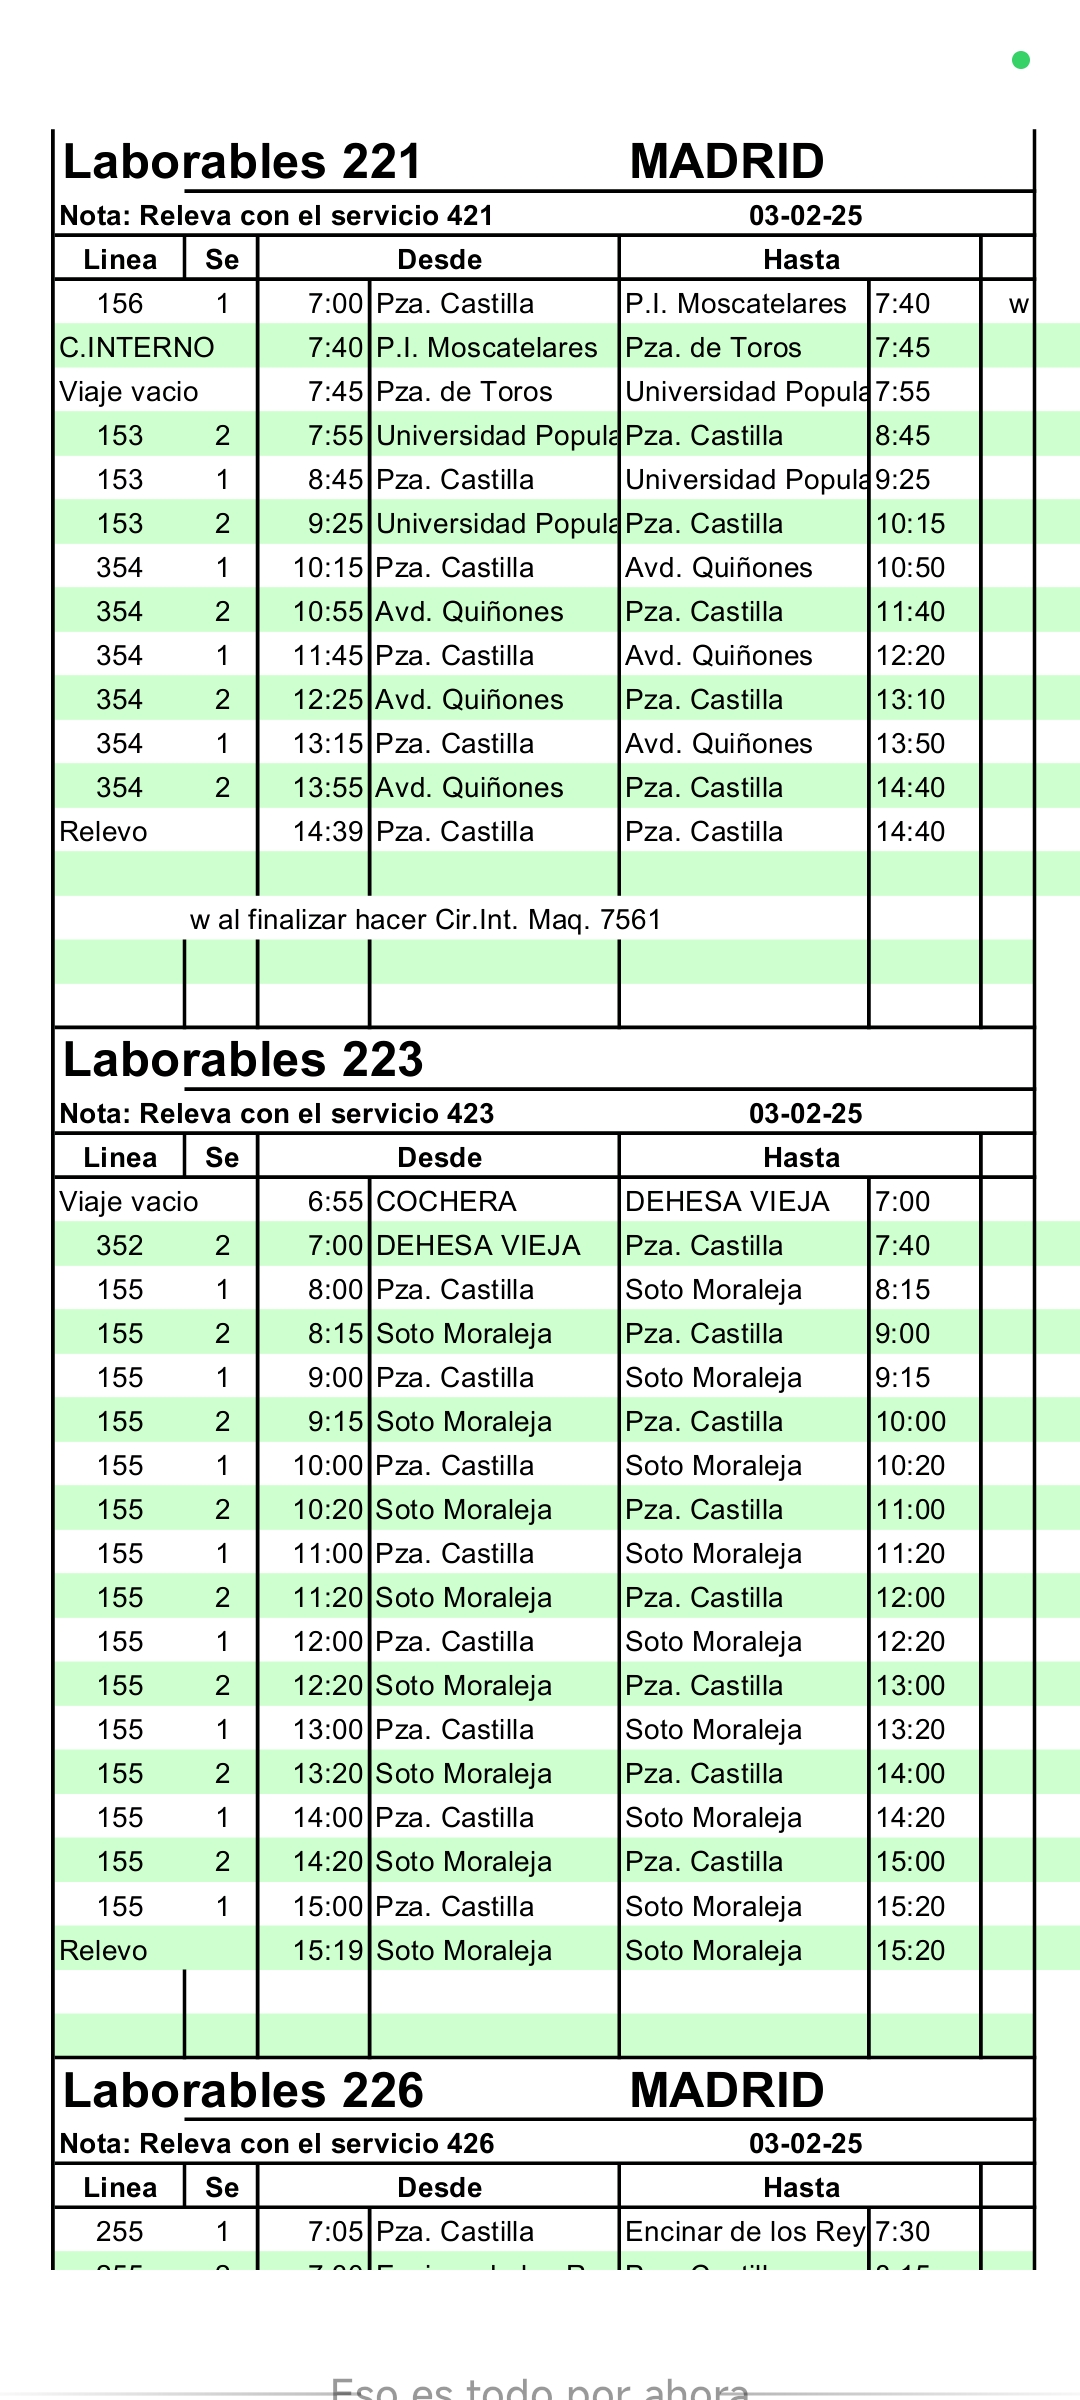 Laborables 221 MADRID
Nota: Releva con el servicio 421 03-02-25
Linea Se Desde Hasta
156 1 7:00 Pza. Castilla P.I. Moscatelares 7:40 w
C.INTERNO 7:40 P.I. Moscatelares Pza. de Toros 7:45
Viaje vacio 7:45 Pza. de Toros Universidad Popula 7:55
153 2 7:55 Universidad Popula Pza. Castilla 8:45
153 1 8:45 Pza. Castilla Universidad Popula 9:25
153 2 9:25 Universidad Popula Pza. Castilla 10:15
354 1 10:15 Pza. Castilla Avd. Quiñones 10:50
354 2 10:55 Avd. Quiñones Pza. Castilla 11:40
354 1 11:45 Pza. Castilla Avd. Quiñones 12:20
354 2 12:25 Avd. Quiñones Pza. Castilla 13:10
354 1 13:15 Pza. Castilla Avd. Quiñones 13:50
354 2 13:55 Avd. Quiñones Pza. Castilla 14:40
Relevo 14:39 Pza. Castilla Pza. Castilla 14:40
w al finalizar hacer Cir.Int. Maq. 7561
Laborables 223
Nota: Releva con el servicio 423 03-02-25
Linea Se Desde Hasta
Viaje vacio 6:55 COCHERA DEHESA VIEJA 7:00
352 2 7:00 DEHESA VIEJA Pza. Castilla 7:40
155 1 8:00 Pza. Castilla Soto Moraleja 8:15
155 2 8:15 Soto Moraleja Pza. Castilla 9:00
155 1 9:00 Pza. Castilla Soto Moraleja 9:15
155 2 9:15 Soto Moraleja Pza. Castilla 10:00
155 1 10:00 Pza. Castilla Soto Moraleja 10:20
155 2 10:20 Soto Moraleja Pza. Castilla 11:00
155 1 11:00 Pza. Castilla Soto Moraleja 11:20
155 2 11:20 Soto Moraleja Pza. Castilla 12:00
155 1 12:00 Pza. Castilla Soto Moraleja 12:20
155 2 12:20 Soto Moraleja Pza. Castilla 13:00
155 1 13:00 Pza. Castilla Soto Moraleja 13:20
155 2 13:20 Soto Moraleja Pza. Castilla 14:00
155 1 14:00 Pza. Castilla Soto Moraleja 14:20
155 2 14:20 Soto Moraleja Pza. Castilla 15:00
155 1 15:00 Pza. Castilla Soto Moraleja 15:20
Relevo 15:19 Soto Moraleja Soto Moraleja 15:20
Laborables 226 MADRID
Nota: Releva con el servicio 426 03-02-25
Linea Se Desde Hasta
255 1 7:05 Pza. Castilla Encinar de los Rey 7:30
Eso es todo por ahora